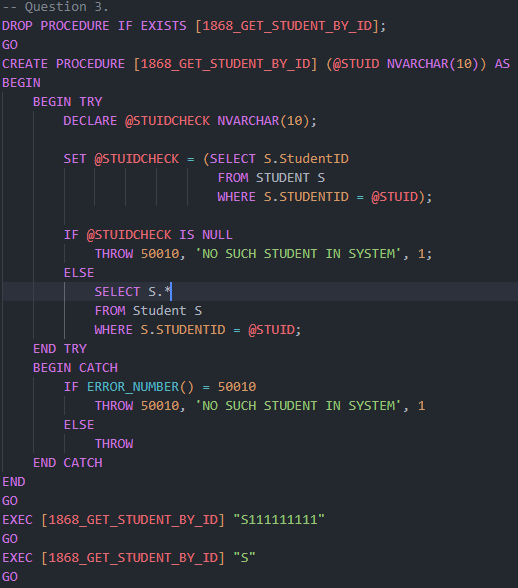 -- Question 3.
DROP PROCEDURE IF EXISTS [1868_GET_STUDENT_BY_ID];
GO
CREATE PROCEDURE [1868_GET_STUDENT_BY_ID] (@STUID NVARCHAR(10)) AS
BEGIN
    BEGIN TRY
        DECLARE @STUIDCHECK NVARCHAR(10);
        SET @STUIDCHECK = (SELECT S.StudentID
                            FROM STUDENT S
                            WHERE S.STUDENTID = @STUID);
        IF @STUIDCHECK IS NULL
            THROW 50010, 'NO SUCH STUDENT IN SYSTEM', 1;
        ELSE
            SELECT S.*
            FROM Student S
            WHERE S.STUDENTID = @STUID;
    END TRY
    BEGIN CATCH
        IF ERROR_NUMBER() = 50010
            THROW 50010, 'NO SUCH STUDENT IN SYSTEM', 1
        ELSE
            THROW
    END CATCH
END
GO
EXEC [1868_GET_STUDENT_BY_ID] "S111111111"
GO
EXEC [1868_GET_STUDENT_BY_ID] "S"
GO